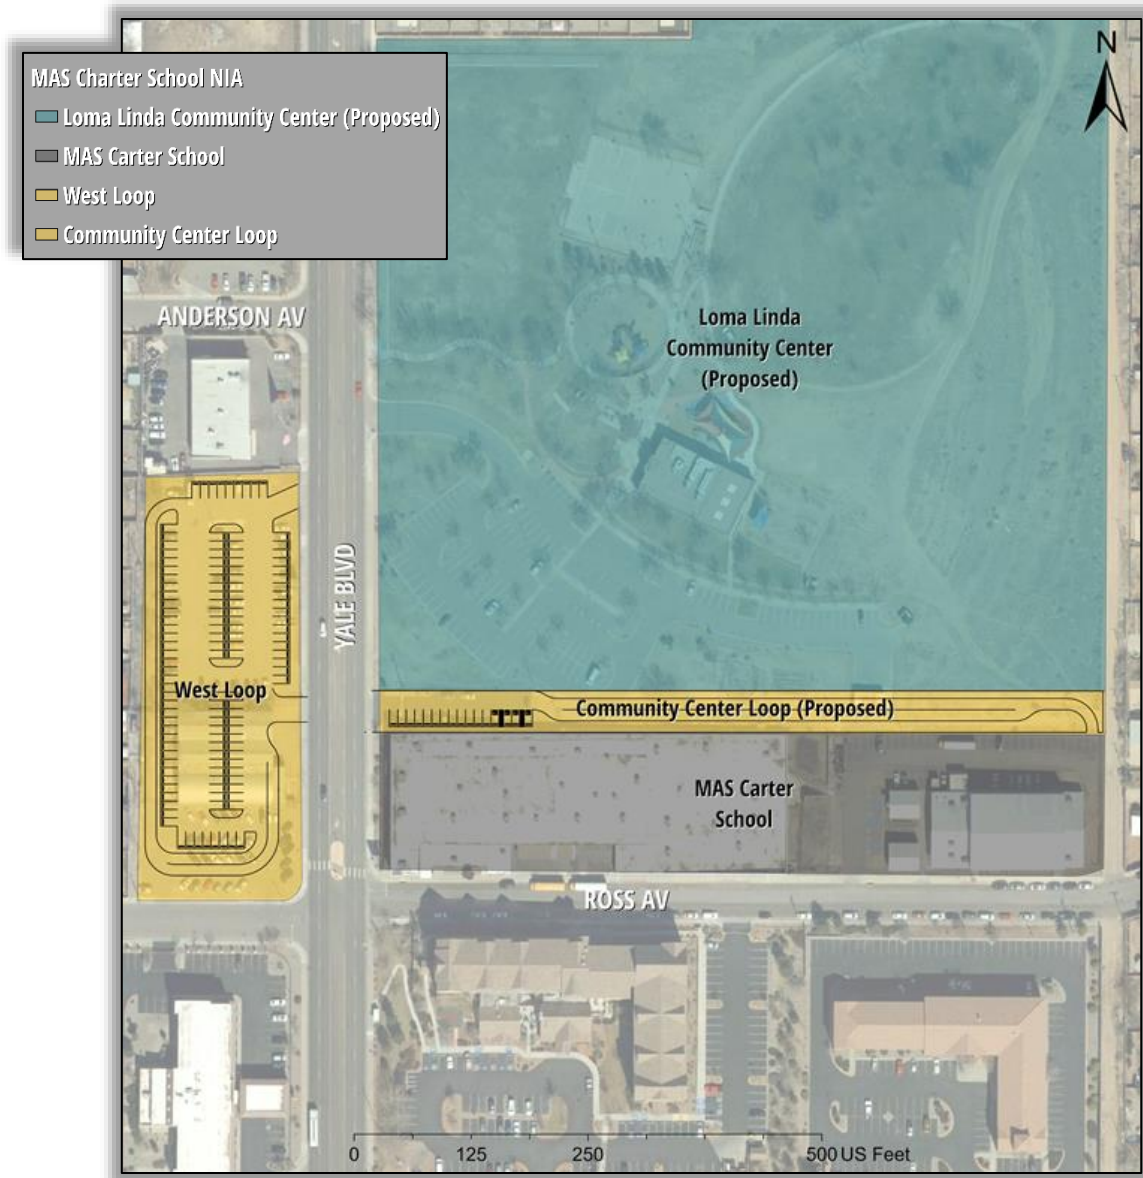 MAS Charter School NIA
Loma Linda Community Center (Proposed)
MAS Carter School
West Loop
Community Center Loop
N
ANDERSON AV
Loma Linda
Community Center
(Proposed)
YALE BLVD
West Loop
Community Center Loop (Proposed)
MAS Carter
School
ROSS AV
0 125 250 500 US Feet